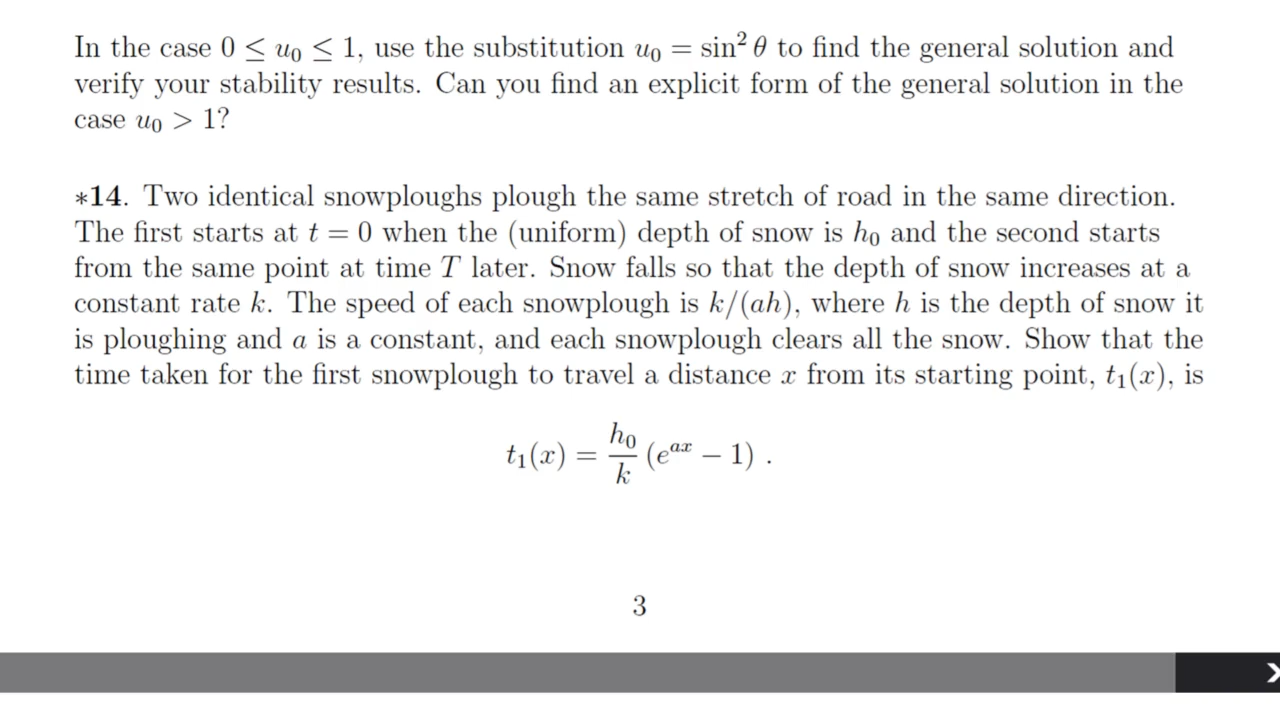 In the case 0 ≤ u₀ ≤ 1, use the substitution u₀ = sin² θ to find the general solution and
verify your stability results. Can you find an explicit form of the general solution in the
case u₀ > 1?
*14. Two identical snowploughs plough the same stretch of road in the same direction.
The first starts at t = 0 when the (uniform) depth of snow is h₀ and the second starts
from the same point at time T later. Snow falls so that the depth of snow increases at a
constant rate k. The speed of each snowplough is k/(ah), where h is the depth of snow it
is ploughing and a is a constant, and each snowplough clears all the snow. Show that the
time taken for the first snowplough to travel a distance x from its starting point, t₁(x), is
t₁(x) = h₀/k (eᵃˣ − 1) .
3